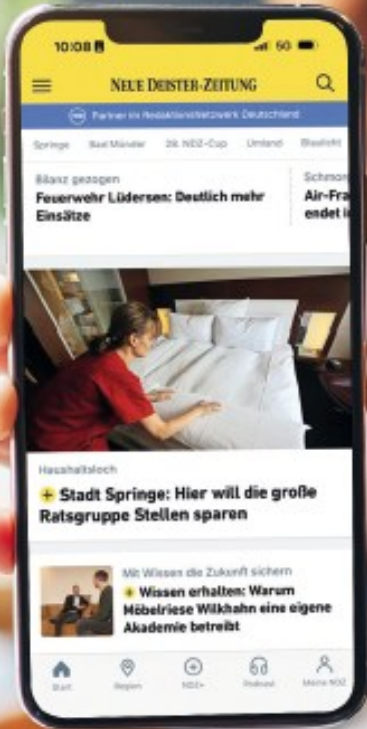 10:08
5G
NEUE DEISTER-ZEITUNG
Partner im RedaktionsNetzwerk Deutschland
Springe Bad Münder 28. NDZ-Cup Umland Blaulicht
Bilanz gezogen
Feuerwehr Lüdersen: Deutlich mehr
Einsätze
Air-Fra
endet i
Haushaltsloch
+ Stadt Springe: Hier will die große
Ratsgruppe Stellen sparen
Mit Wissen die Zukunft sichern
+ Wissen erhalten: Warum
Möbelriese Wilkhahn eine eigene
Akademie betreibt
Start Region NDZ+ Podcast Meine NDZ